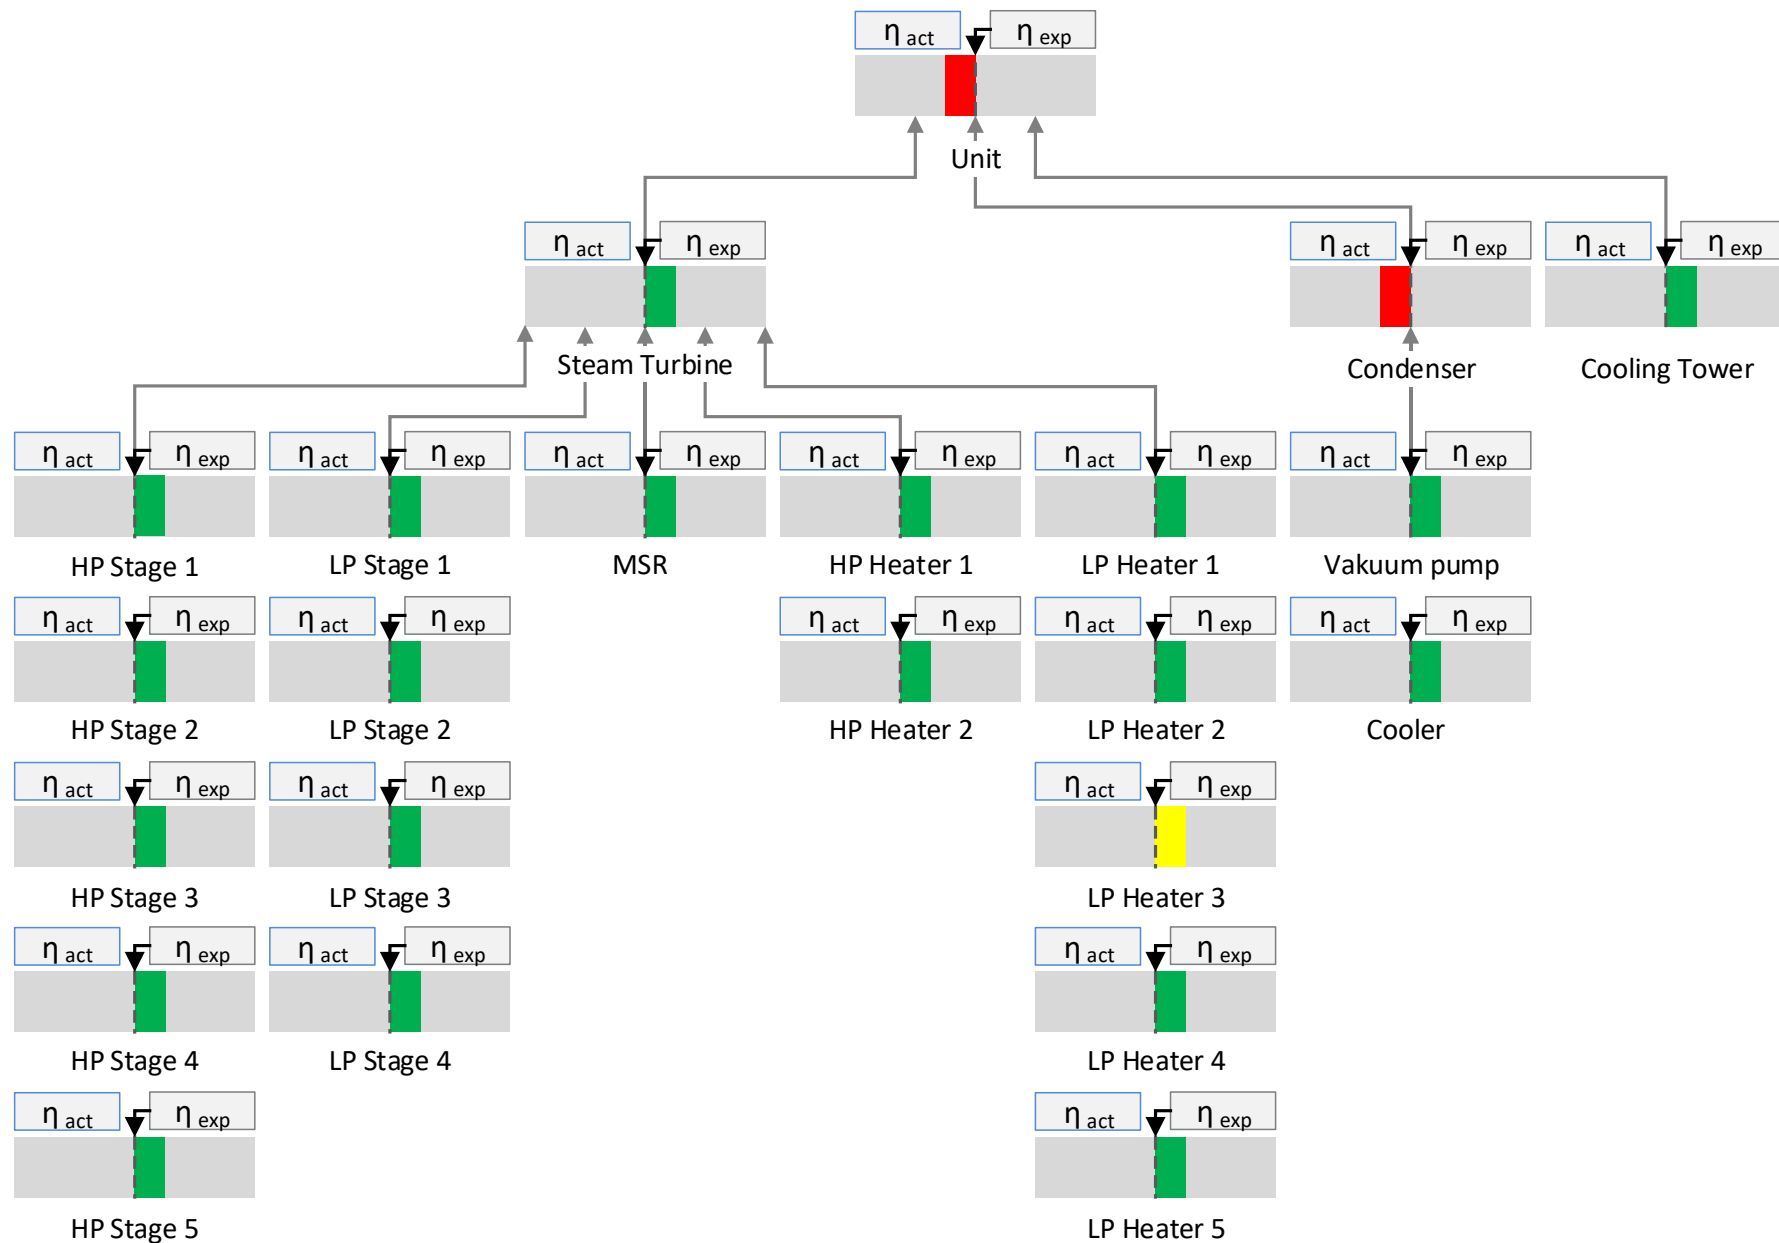 η act η exp
Unit
η act η exp η act η exp η act η exp
Steam Turbine Condenser Cooling Tower
η act η exp η act η exp η act η exp η act η exp η act η exp η act η exp
HP Stage 1 LP Stage 1 MSR HP Heater 1 LP Heater 1 Vakuum pump
η act η exp η act η exp η act η exp η act η exp η act η exp
HP Stage 2 LP Stage 2 HP Heater 2 LP Heater 2 Cooler
η act η exp η act η exp η act η exp
HP Stage 3 LP Stage 3 LP Heater 3
η act η exp η act η exp η act η exp
HP Stage 4 LP Stage 4 LP Heater 4
η act η exp η act η exp
HP Stage 5 LP Heater 5